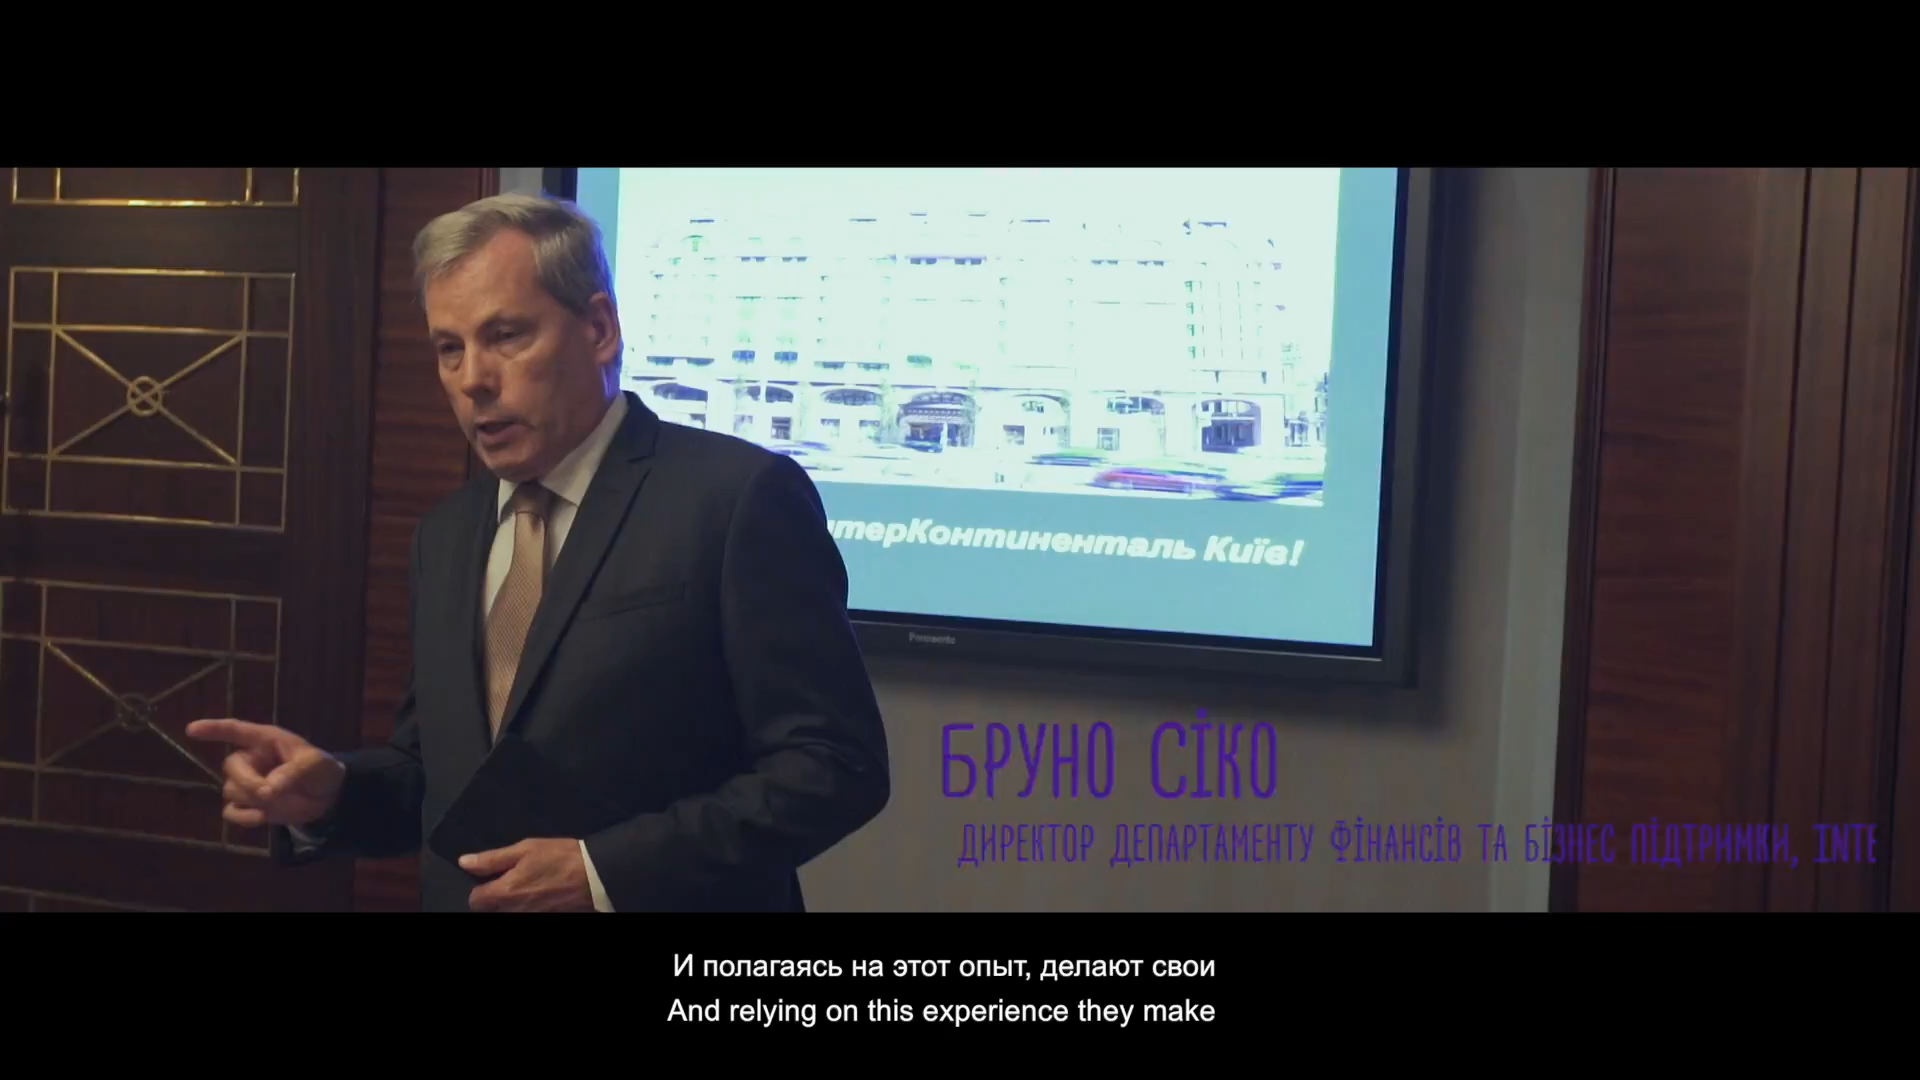 терКонтиненталь Київ!
Panasonic
БРУНО СІКО
ДИРЕКТОР ДЕПАРТАМЕНТУ ФІНАНСІВ ТА БІЗНЕС ПІДТРИМКИ, INTE
И полагаясь на этот опыт, делают свои
And relying on this experience they make